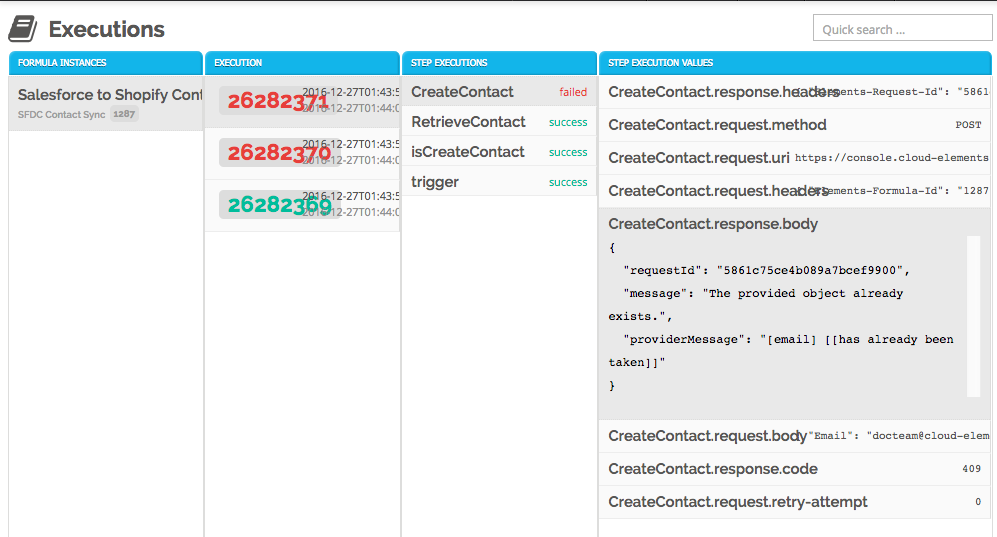 Executions
Quick search ...
FORMULA INSTANCES
EXECUTION
STEP EXECUTIONS
STEP EXECUTION VALUES
Salesforce to Shopify Cont
SFDC Contact Sync 1287
26282371
2016-12-27T01:43:5
2016-12-27T01:44:0
26282370
2016-12-27T01:43:5
2016-12-27T01:44:0
26282369
2016-12-27T01:43:5
2016-12-27T01:44:0
CreateContact failed
RetrieveContact success
isCreateContact success
trigger success
CreateContact.response.headers "Elements-Request-Id": "5861
CreateContact.request.method POST
CreateContact.request.uri https://console.cloud-elements
CreateContact.request.headers "Elements-Formula-Id": "1287
CreateContact.response.body
{
"requestId": "5861c75ce4b089a7bcef9900",
"message": "The provided object already
exists.",
"providerMessage": "[email] [[has already been
taken]]"
}
CreateContact.request.body "Email": "docteam@cloud-elem
CreateContact.response.code 409
CreateContact.request.retry-attempt 0